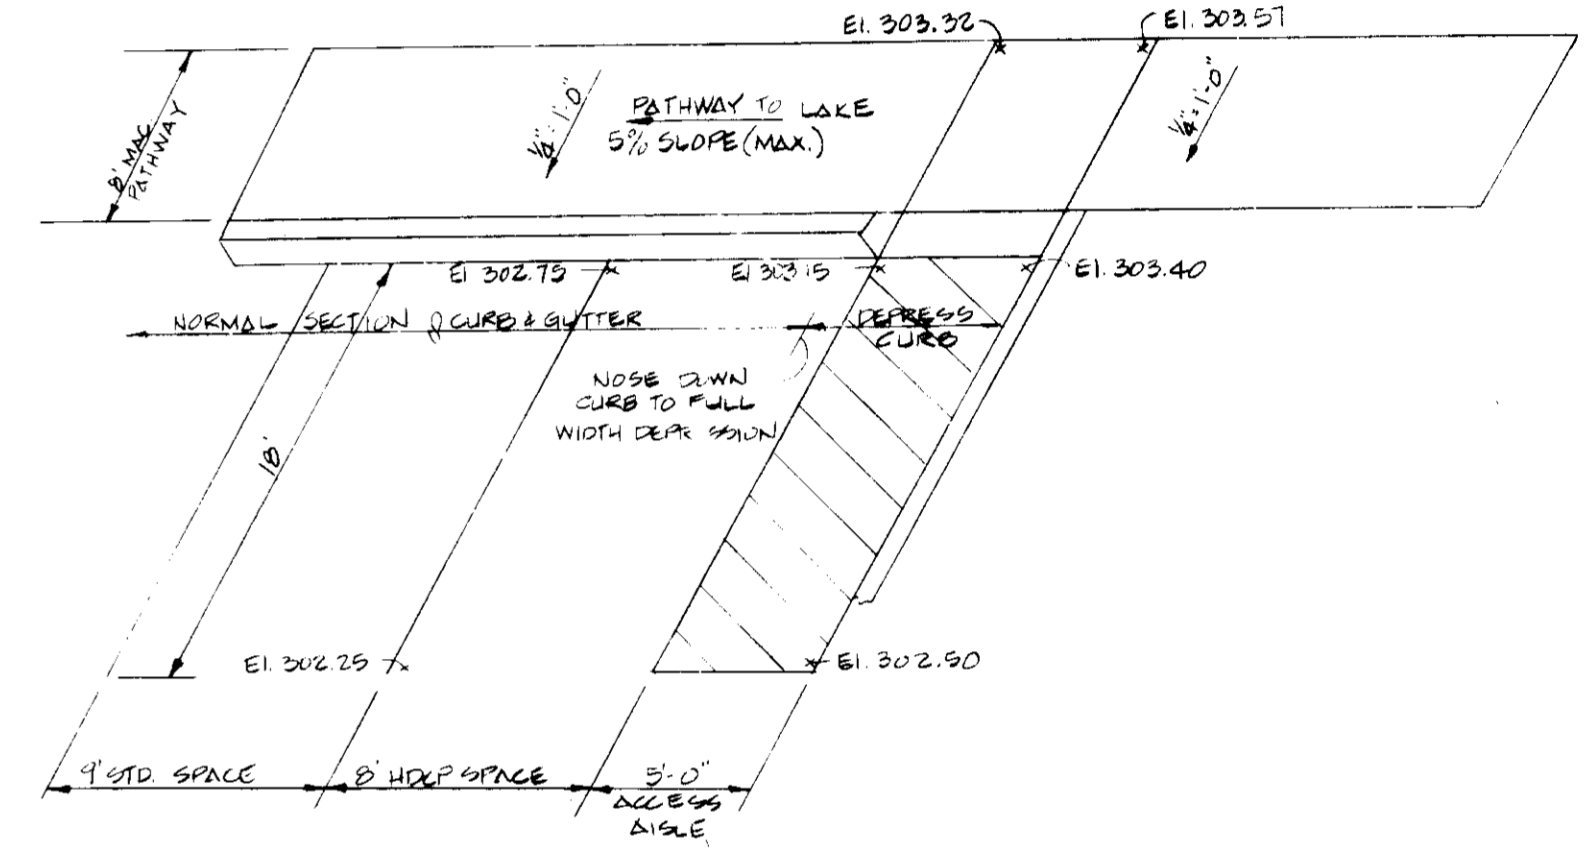 El. 303.32
El. 303.57
8' MAC.
PATHWAY
1/4" = 1'-0"
PATHWAY TO LAKE
5% SLOPE (MAX.)
1/4" = 1'-0"
El 302.75
El 303.15
El. 303.40
NORMAL SECTION CURB & GUTTER
DEPRESS
CURB
NOSE DOWN
CURB TO FULL
WIDTH DEPR SSION
18'
El. 302.25
El. 302.50
9' STD. SPACE
8' HDCP SPACE
5'-0"
ACCESS
AISLE